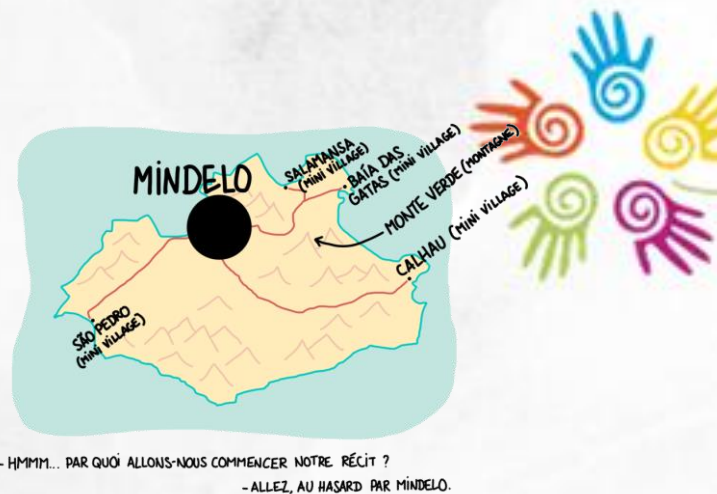 MINDELO
SALAMANSA
(MINI VILLAGE)
BAÍA DAS
GATAS (MINI VILLAGE)
MONTE VERDE (MONTAGNE)
CALHAU (MINI VILLAGE)
SÃO PEDRO
(MINI VILLAGE)
- HMMM... PAR QUOI ALLONS-NOUS COMMENCER NOTRE RÉCIT ?
- ALLEZ, AU HASARD PAR MINDELO.